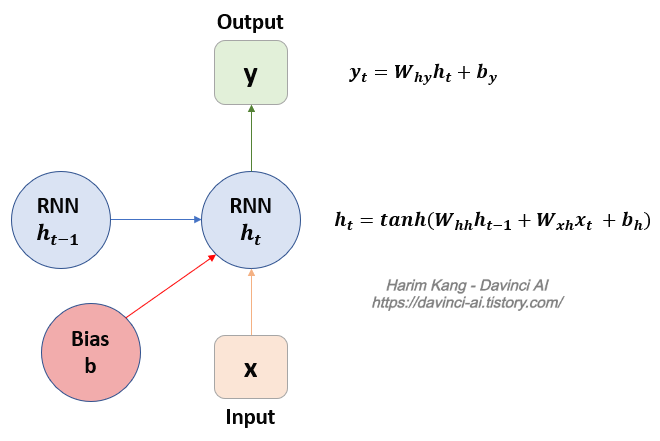 Output
y
y_t = W_{hy}h_t + b_y
RNN
h_{t-1}
RNN
h_t
h_t = tanh(W_{hh}h_{t-1} + W_{xh}x_t + b_h)
Harim Kang - Davinci AI
https://davinci-ai.tistory.com/
Bias
b
x
Input